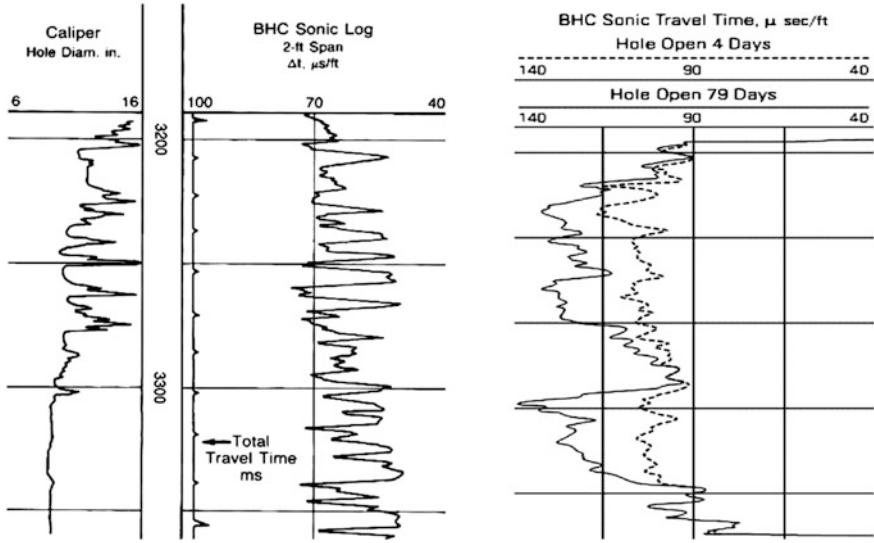 Caliper
Hole Diam. in.
6 16
BHC Sonic Log
2-ft Span
Δt, μs/ft
100 70 40
3200
3300
Total
Travel Time
ms
BHC Sonic Travel Time, μ sec/ft
Hole Open 4 Days
140 90 40
Hole Open 79 Days
140 90 40